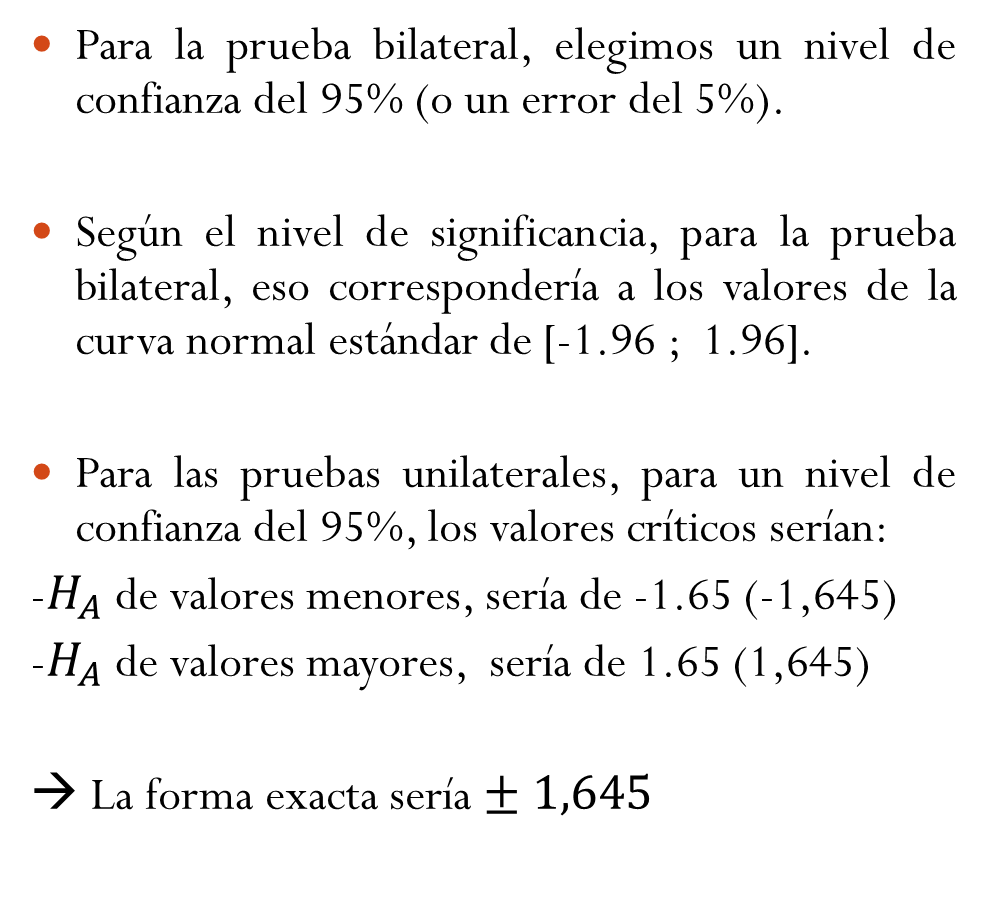 • Para la prueba bilateral, elegimos un nivel de
confianza del 95% (o un error del 5%).
• Según el nivel de significancia, para la prueba
bilateral, eso correspondería a los valores de la
curva normal estándar de [-1.96 ; 1.96].
• Para las pruebas unilaterales, para un nivel de
confianza del 95%, los valores críticos serían:
-H_A de valores menores, sería de -1.65 (-1,645)
-H_A de valores mayores, sería de 1.65 (1,645)
→ La forma exacta sería ± 1,645